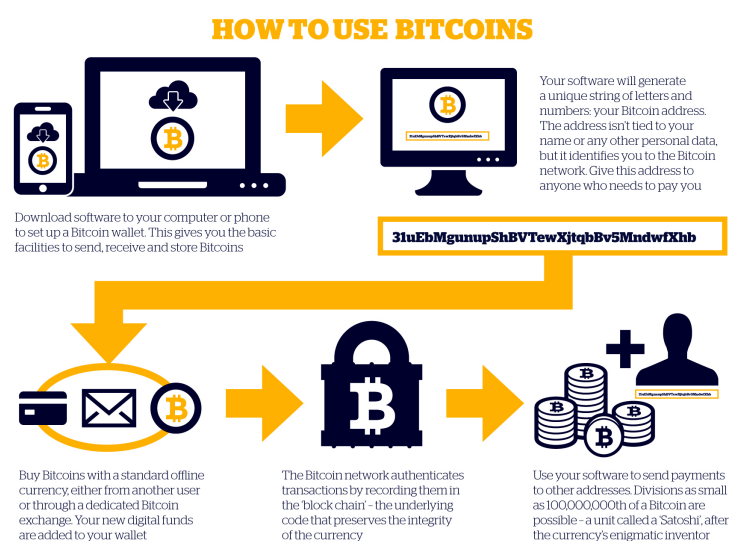 HOW TO USE BITCOINS
Your software will generate
a unique string of letters and
numbers: your Bitcoin address.
The address isn't tied to your
name or any other personal data,
but it identifies you to the Bitcoin
network. Give this address to
anyone who needs to pay you
Download software to your computer or phone
to set up a Bitcoin wallet. This gives you the basic
facilities to send, receive and store Bitcoins
31uEbMgunupShBVTewXjtqbBv5MndwfXhb
Buy Bitcoins with a standard offline
currency, either from another user
or through a dedicated Bitcoin
exchange. Your new digital funds
are added to your wallet
The Bitcoin network authenticates
transactions by recording them in
the 'block chain' – the underlying
code that preserves the integrity
of the currency
Use your software to send payments
to other addresses. Divisions as small
as 100,000,000th of a Bitcoin are
possible – a unit called a 'Satoshi', after
the currency's enigmatic inventor